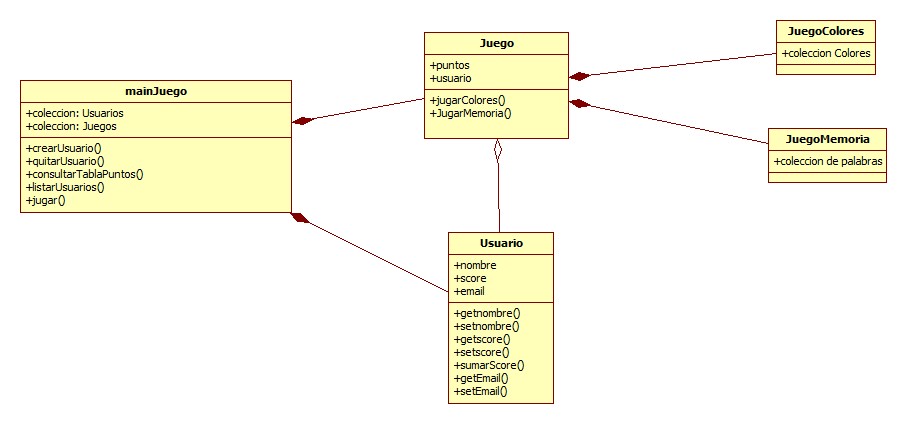 mainJuego
+coleccion: Usuarios
+coleccion: Juegos
+crearUsuario()
+quitarUsuario()
+consultarTablaPuntos()
+listarUsuarios()
+jugar()
Juego
+puntos
+usuario
+jugarColores()
+JugarMemoria()
JuegoColores
+coleccion Colores
JuegoMemoria
+coleccion de palabras
Usuario
+nombre
+score
+email
+getnombre()
+setnombre()
+getscore()
+setscore()
+sumarScore()
+getEmail()
+setEmail()